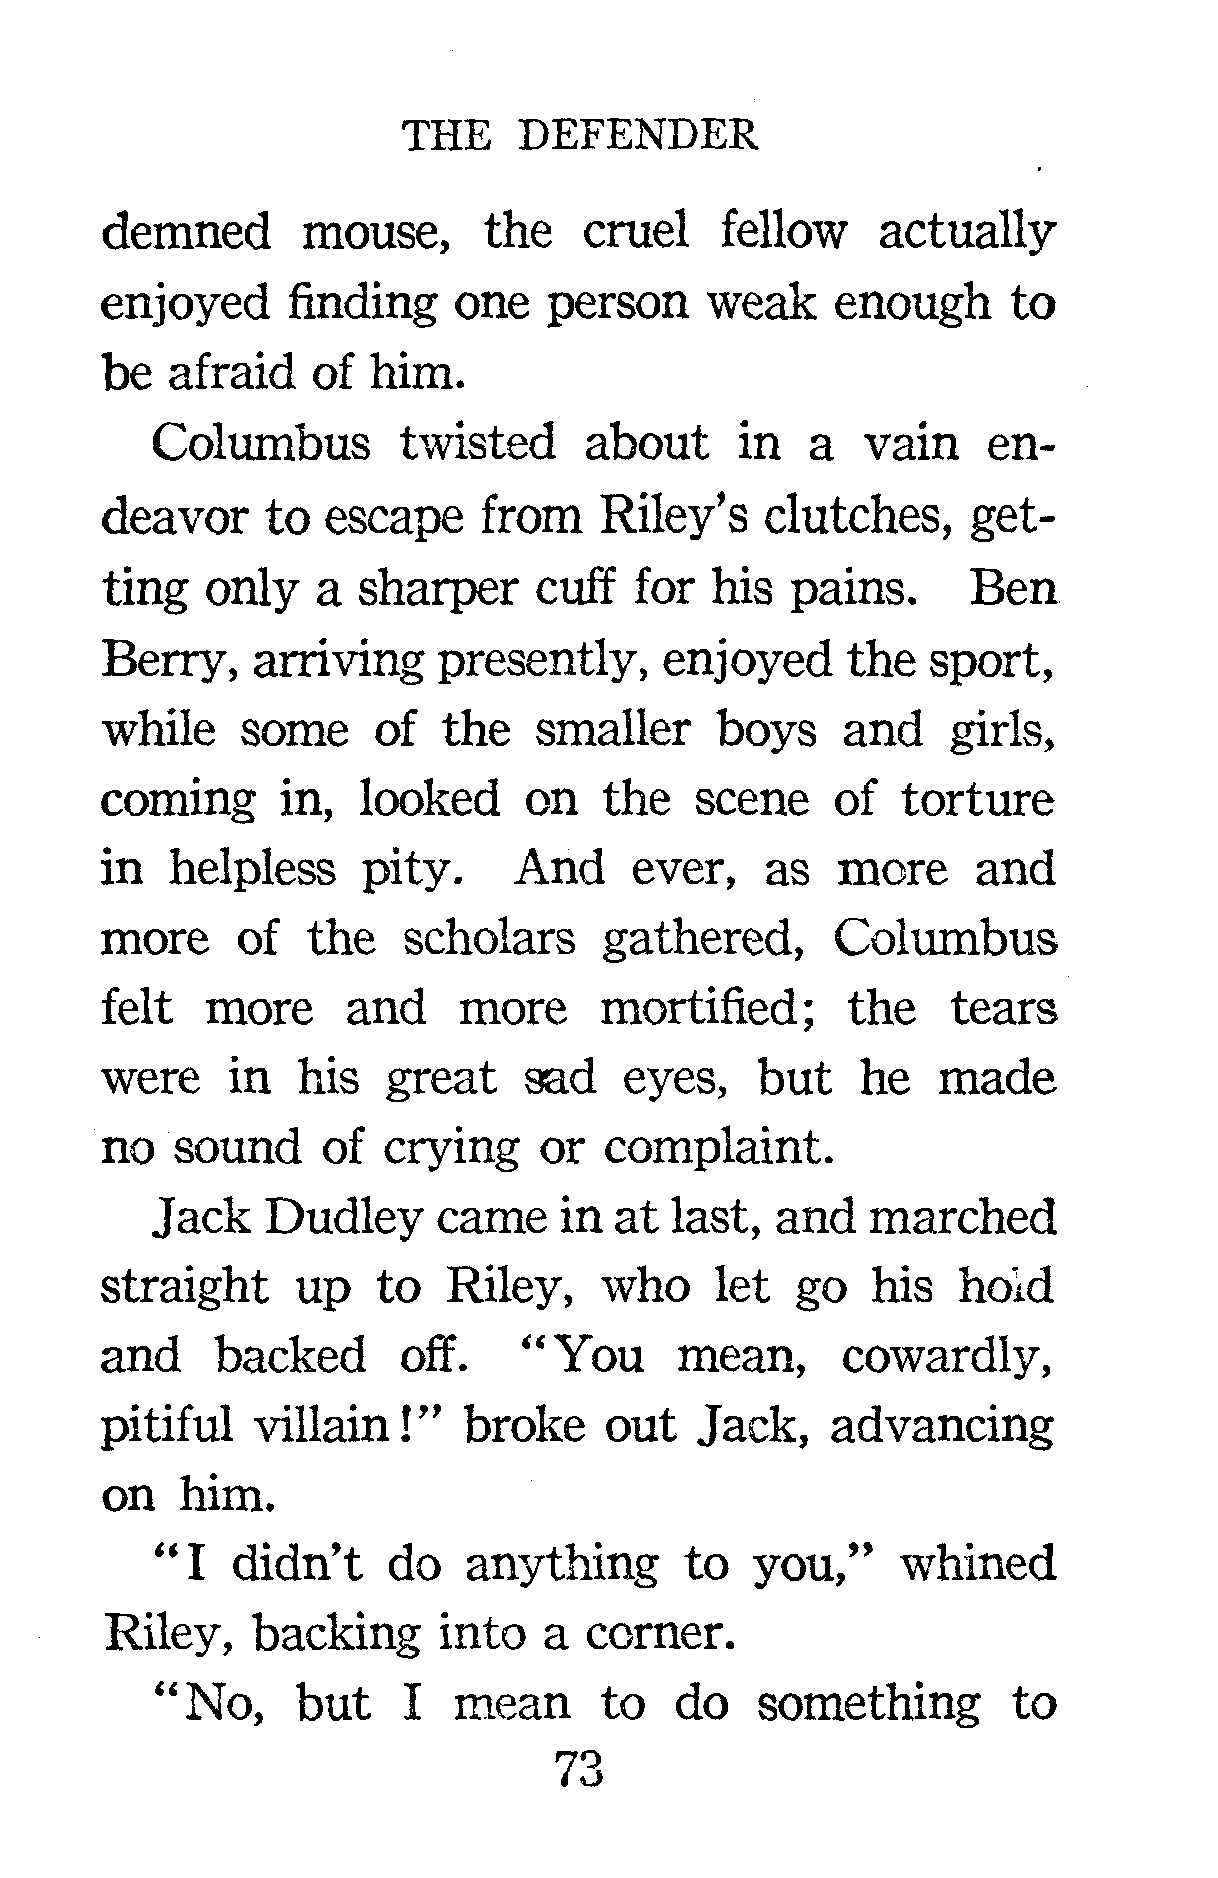 THE DEFENDER
demned mouse, the cruel fellow actually
enjoyed finding one person weak enough to
be afraid of him.
Columbus twisted about in a vain en-
deavor to escape from Riley's clutches, get-
ting only a sharper cuff for his pains. Ben
Berry, arriving presently, enjoyed the sport,
while some of the smaller boys and girls,
coming in, looked on the scene of torture
in helpless pity. And ever, as more and
more of the scholars gathered, Columbus
felt more and more mortified; the tears
were in his great sad eyes, but he made
no sound of crying or complaint.
Jack Dudley came in at last, and marched
straight up to Riley, who let go his hold
and backed off. "You mean, cowardly,
pitiful villain!" broke out Jack, advancing
on him.
"I didn't do anything to you," whined
Riley, backing into a corner.
"No, but I mean to do something to
73